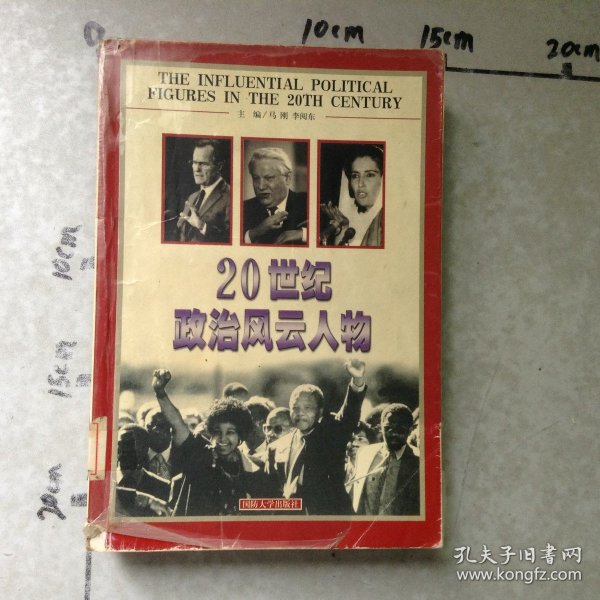 0
10cm
15cm
20cm
THE INFLUENTIAL POLITICAL
FIGURES IN THE 20TH CENTURY
主 编/马 刚 李闽东
10cm
20世纪
政治风云人物
15cm
20cm
国防大学出版社
孔夫子旧书网
www.kongfz.com